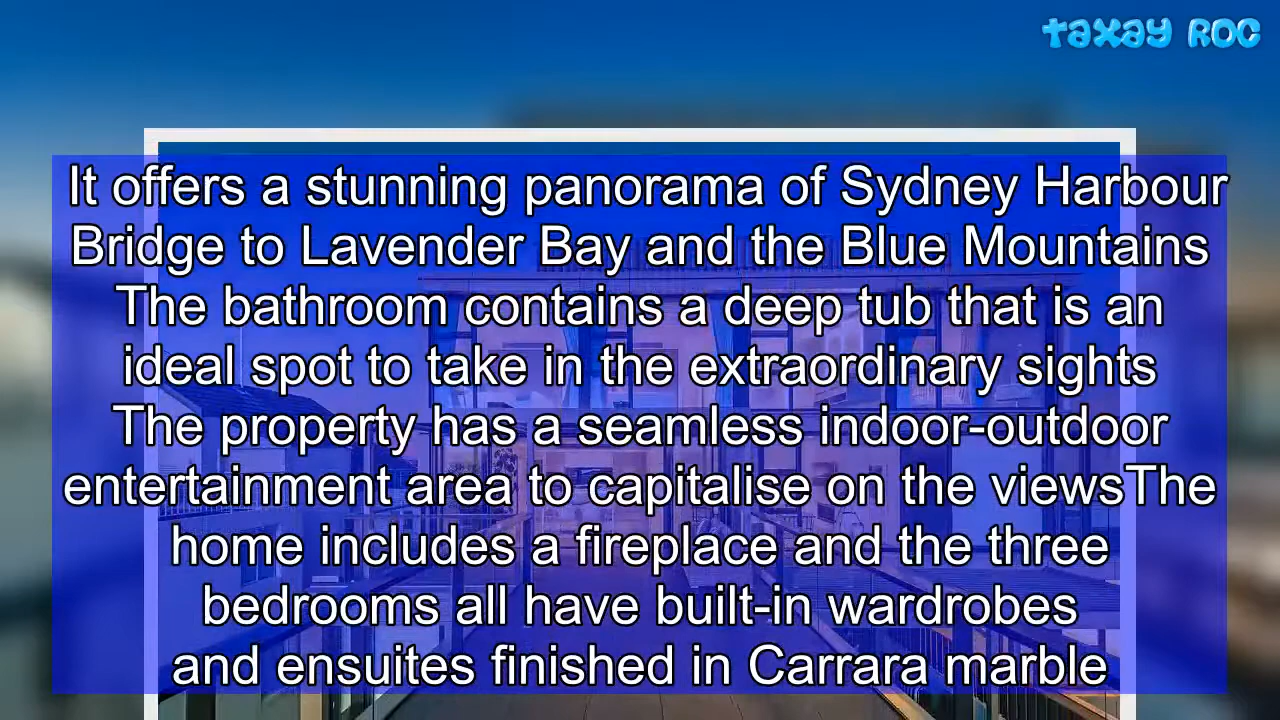 Taxay ROC
It offers a stunning panorama of Sydney Harbour
Bridge to Lavender Bay and the Blue Mountains
The bathroom contains a deep tub that is an
ideal spot to take in the extraordinary sights
The property has a seamless indoor-outdoor
entertainment area to capitalise on the viewsThe
home includes a fireplace and the three
bedrooms all have built-in wardrobes
and ensuites finished in Carrara marble